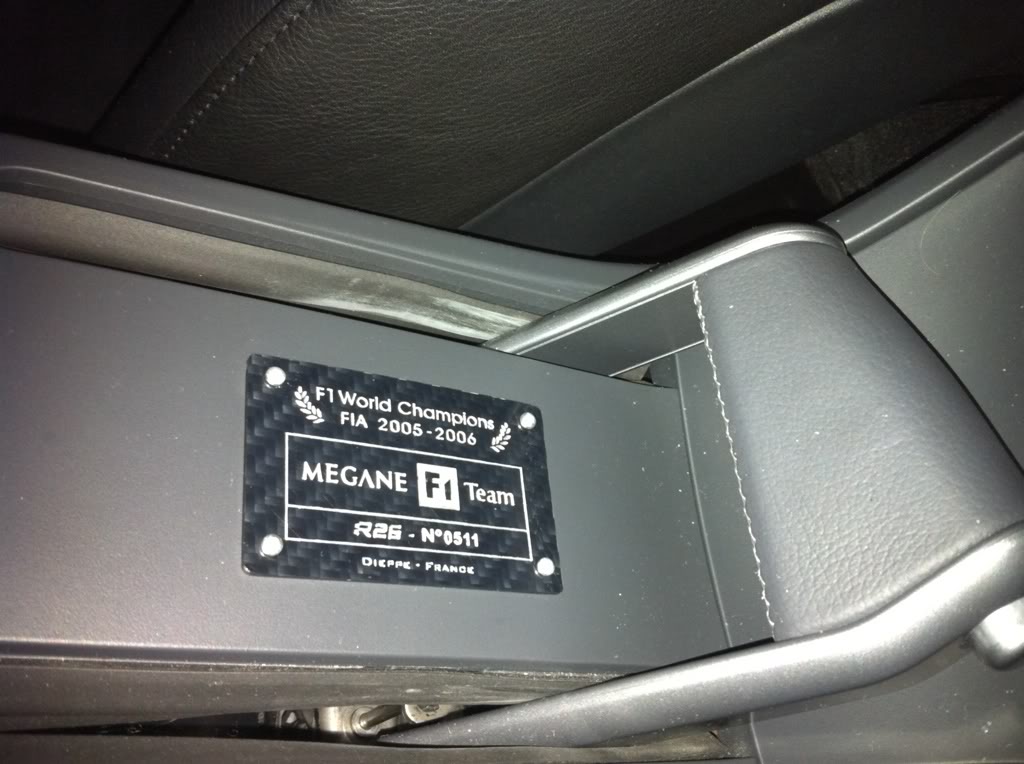 F1 World Champions
FIA 2005-2006
MEGANE F1 Team
R26 - N°0511
DIEPPE - FRANCE